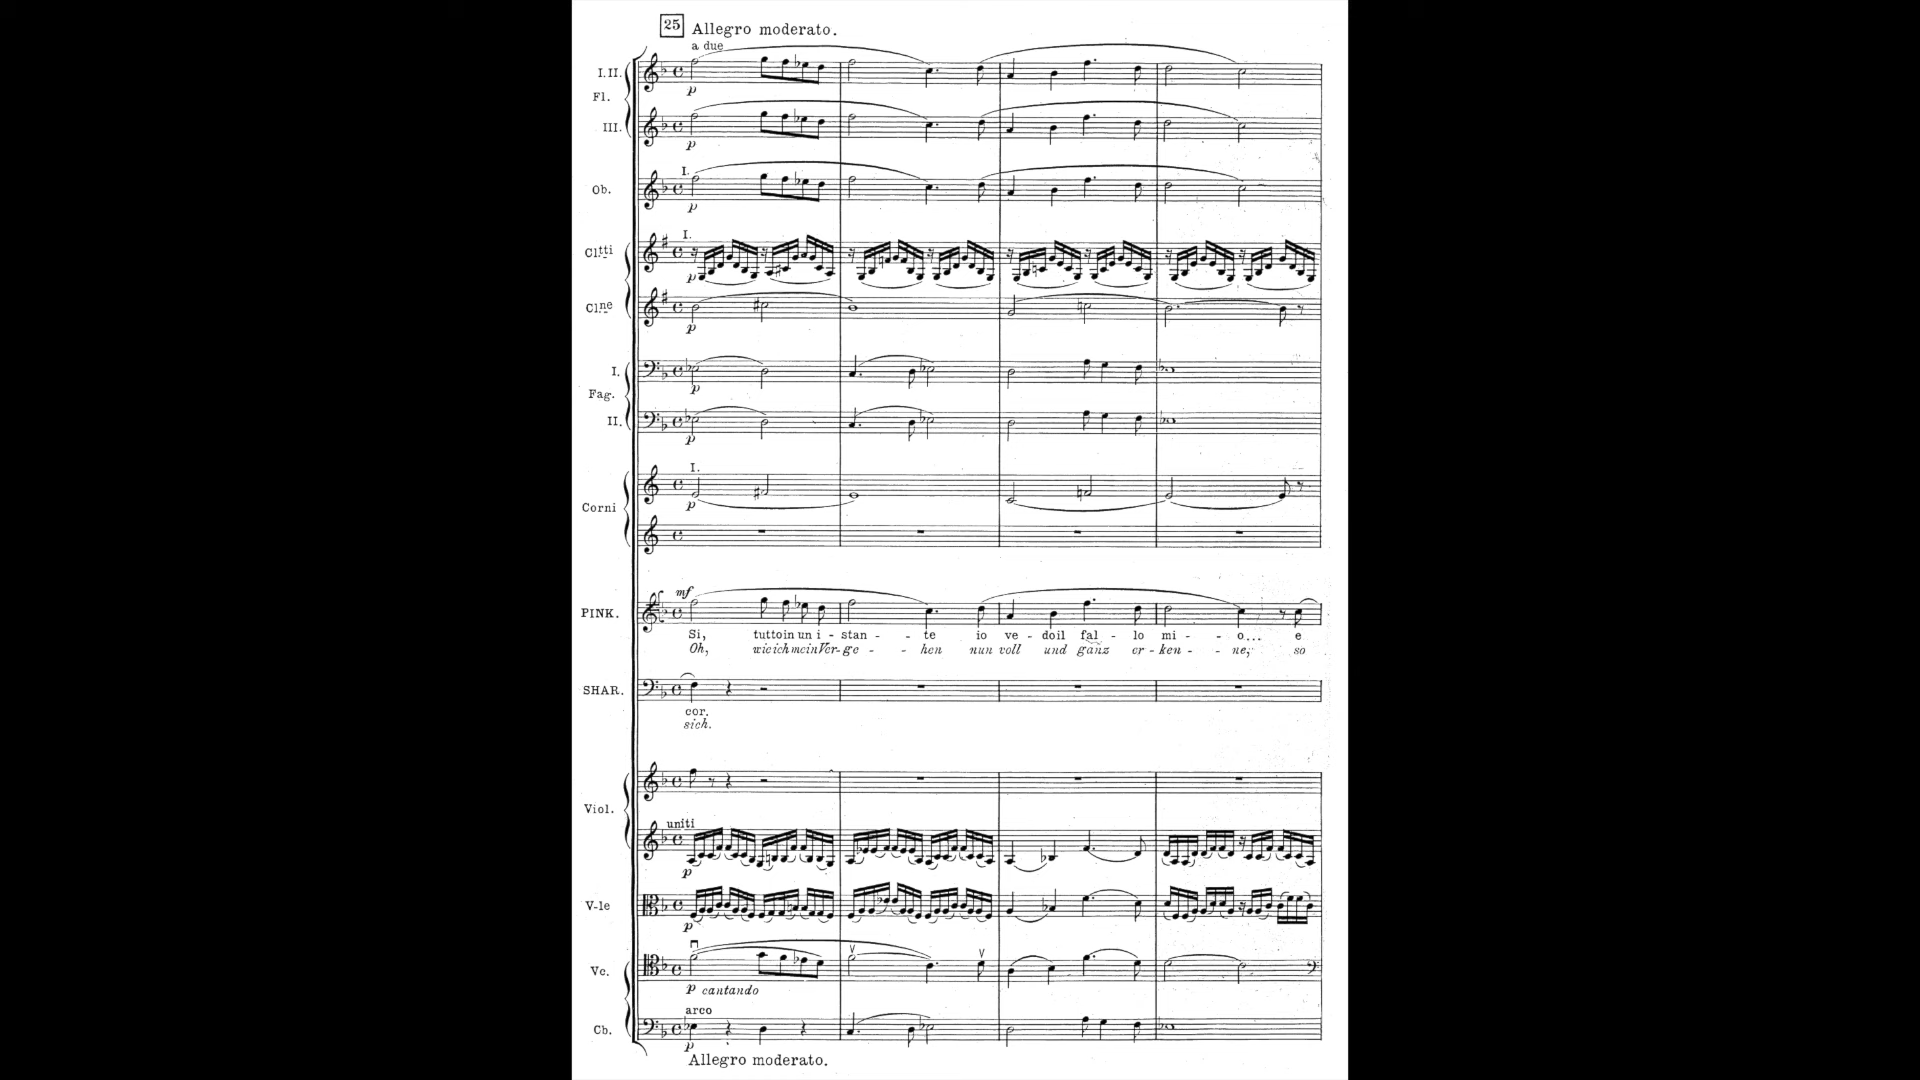 25 Allegro moderato.
a due
I. II.
Fl.
p
III.
p
I.
Ob.
p
I.
Cl.tti
p
Cl.ne
p
I.
p
Fag.
II.
p
I.
p
Corni
mf
PINK.
Si, tutto in un i - stan - - te io ve - do il fal - lo mi - - o... e
Oh, wie ich mein Ver - ge - - hen nun voll und ganz er - ken - - ne, so
SHAR.
cor.
sich.
Viol.
uniti
p
V-le
p
Vc.
p cantando
arco
Cb.
p
Allegro moderato.